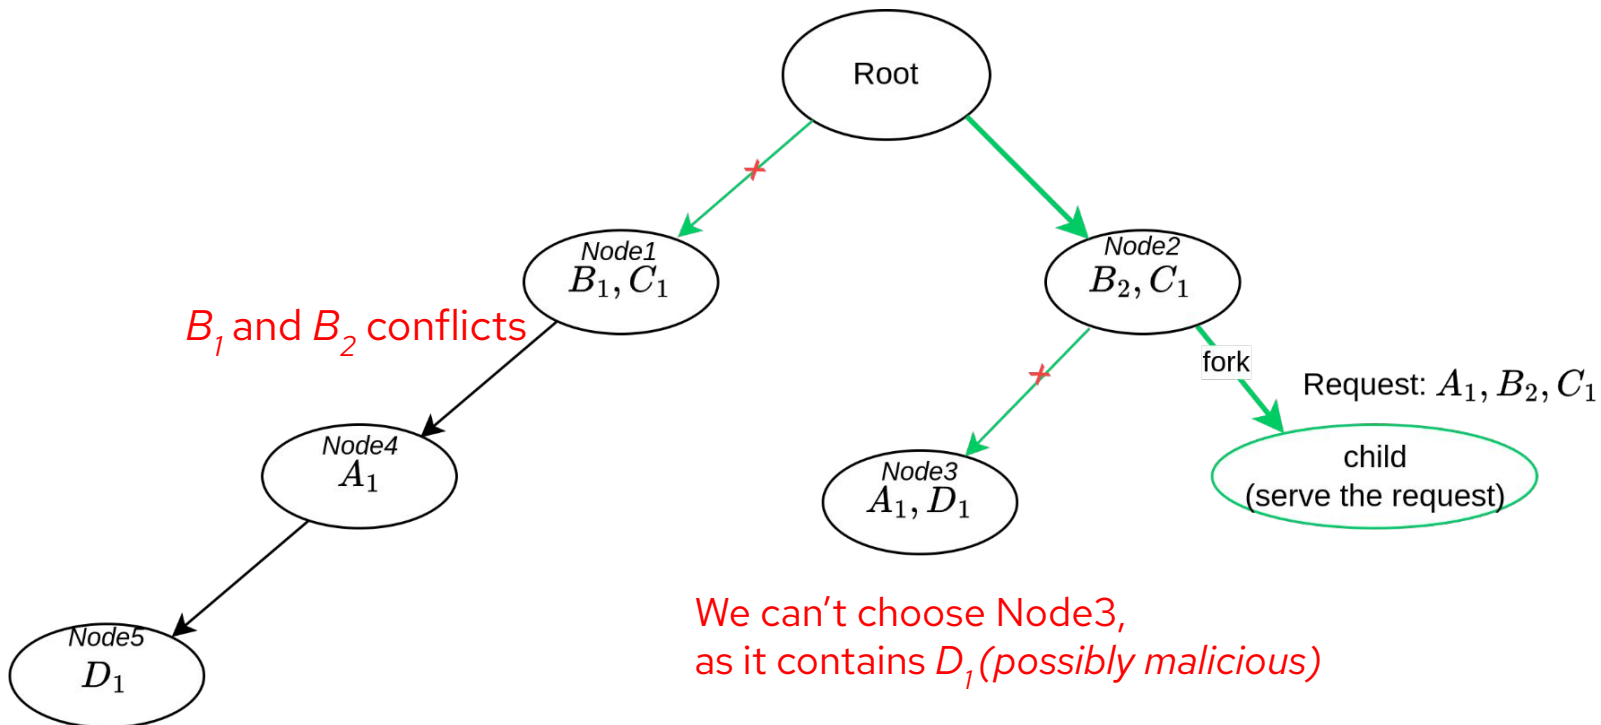 Root
Node1
B₁, C₁
Node2
B₂, C₁
B₁ and B₂ conflicts
fork
Request: A₁, B₂, C₁
Node4
A₁
Node3
A₁, D₁
child
(serve the request)
We can’t choose Node3,
as it contains D₁ (possibly malicious)
Node5
D₁